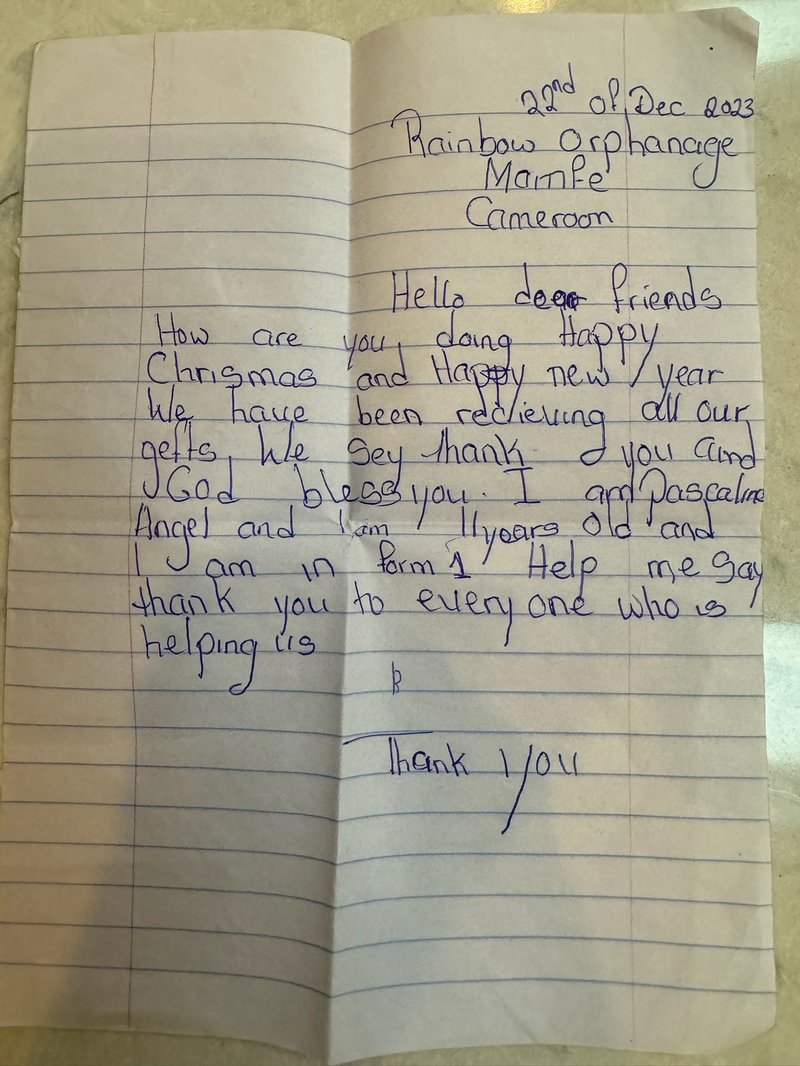 22nd Of Dec 2023
Rainbow Orphanage
Mamfe
Cameroon
Hello dear friends
How are you, doing Happy
Chrismas and Happy new year
We have been recieving all our
gefts, We sey thank you and
God bless you. I am Pascaline
Angel and I am 11 years Old and
I am in form 1 Help me say
thank you to every one who is
helping us
Thank you